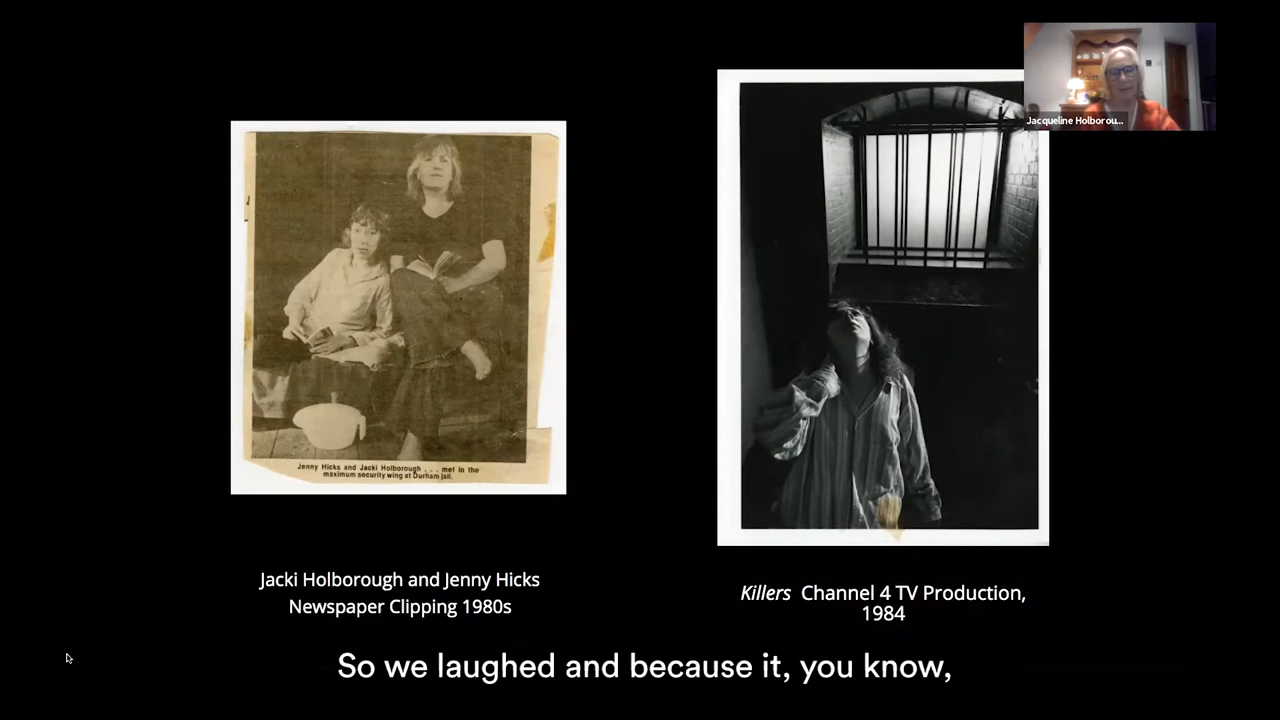 Jacqueline Holborou...
Jenny Hicks and Jacki Holborough . . . met in the
maximum security wing at Durham jail.
Jacki Holborough and Jenny Hicks
Newspaper Clipping 1980s
Killers Channel 4 TV Production,
1984
So we laughed and because it, you know,